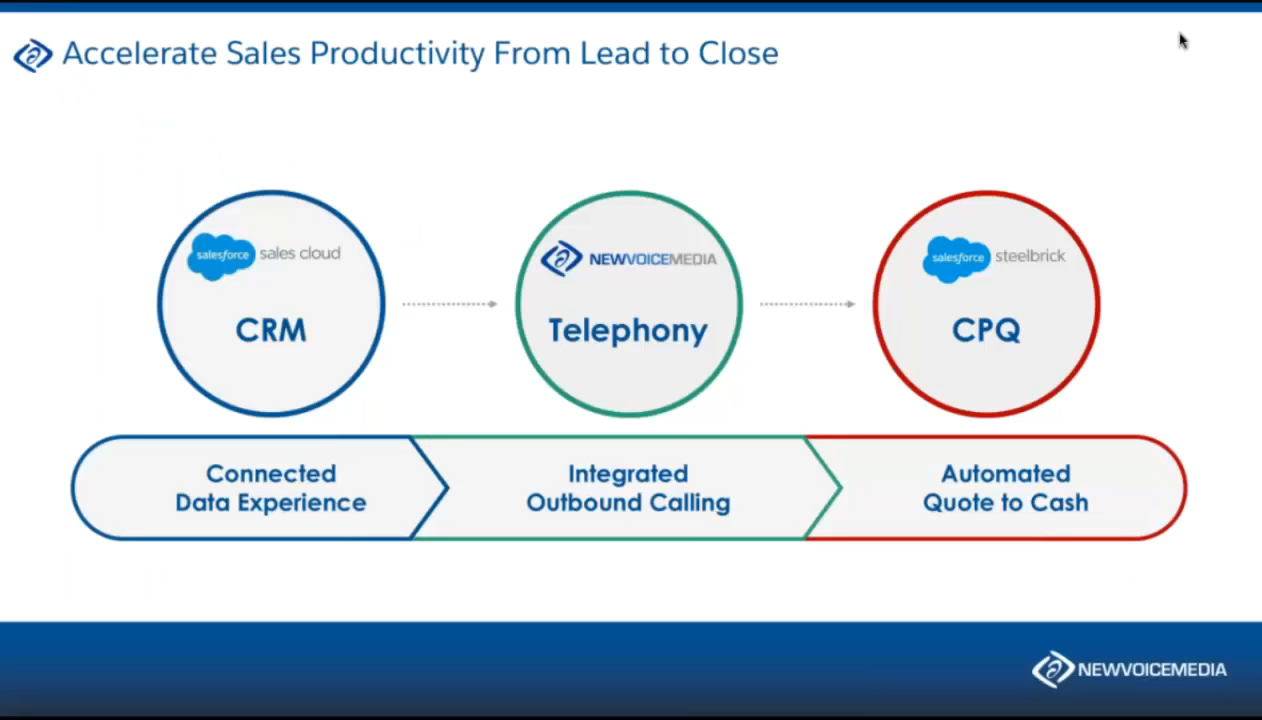 Accelerate Sales Productivity From Lead to Close
salesforce sales cloud
CRM
NEWVOICEMEDIA
Telephony
salesforce steelbrick
CPQ
Connected
Data Experience
Integrated
Outbound Calling
Automated
Quote to Cash
NEWVOICEMEDIA